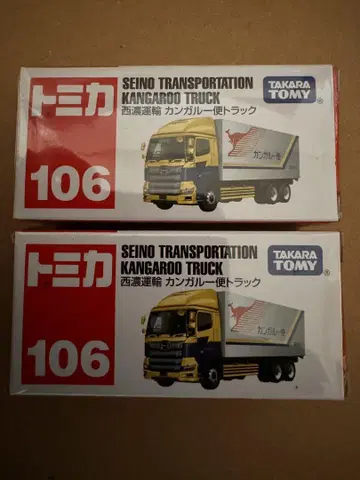 トミカ
106
SEINO TRANSPORTATION
KANGAROO TRUCK
西濃運輸 カンガルー便トラック
TAKARA
TOMY®
カンガルー便
トミカ
106
SEINO TRANSPORTATION
KANGAROO TRUCK
西濃運輸 カンガルー便トラック
TAKARA
TOMY®
カンガルー便